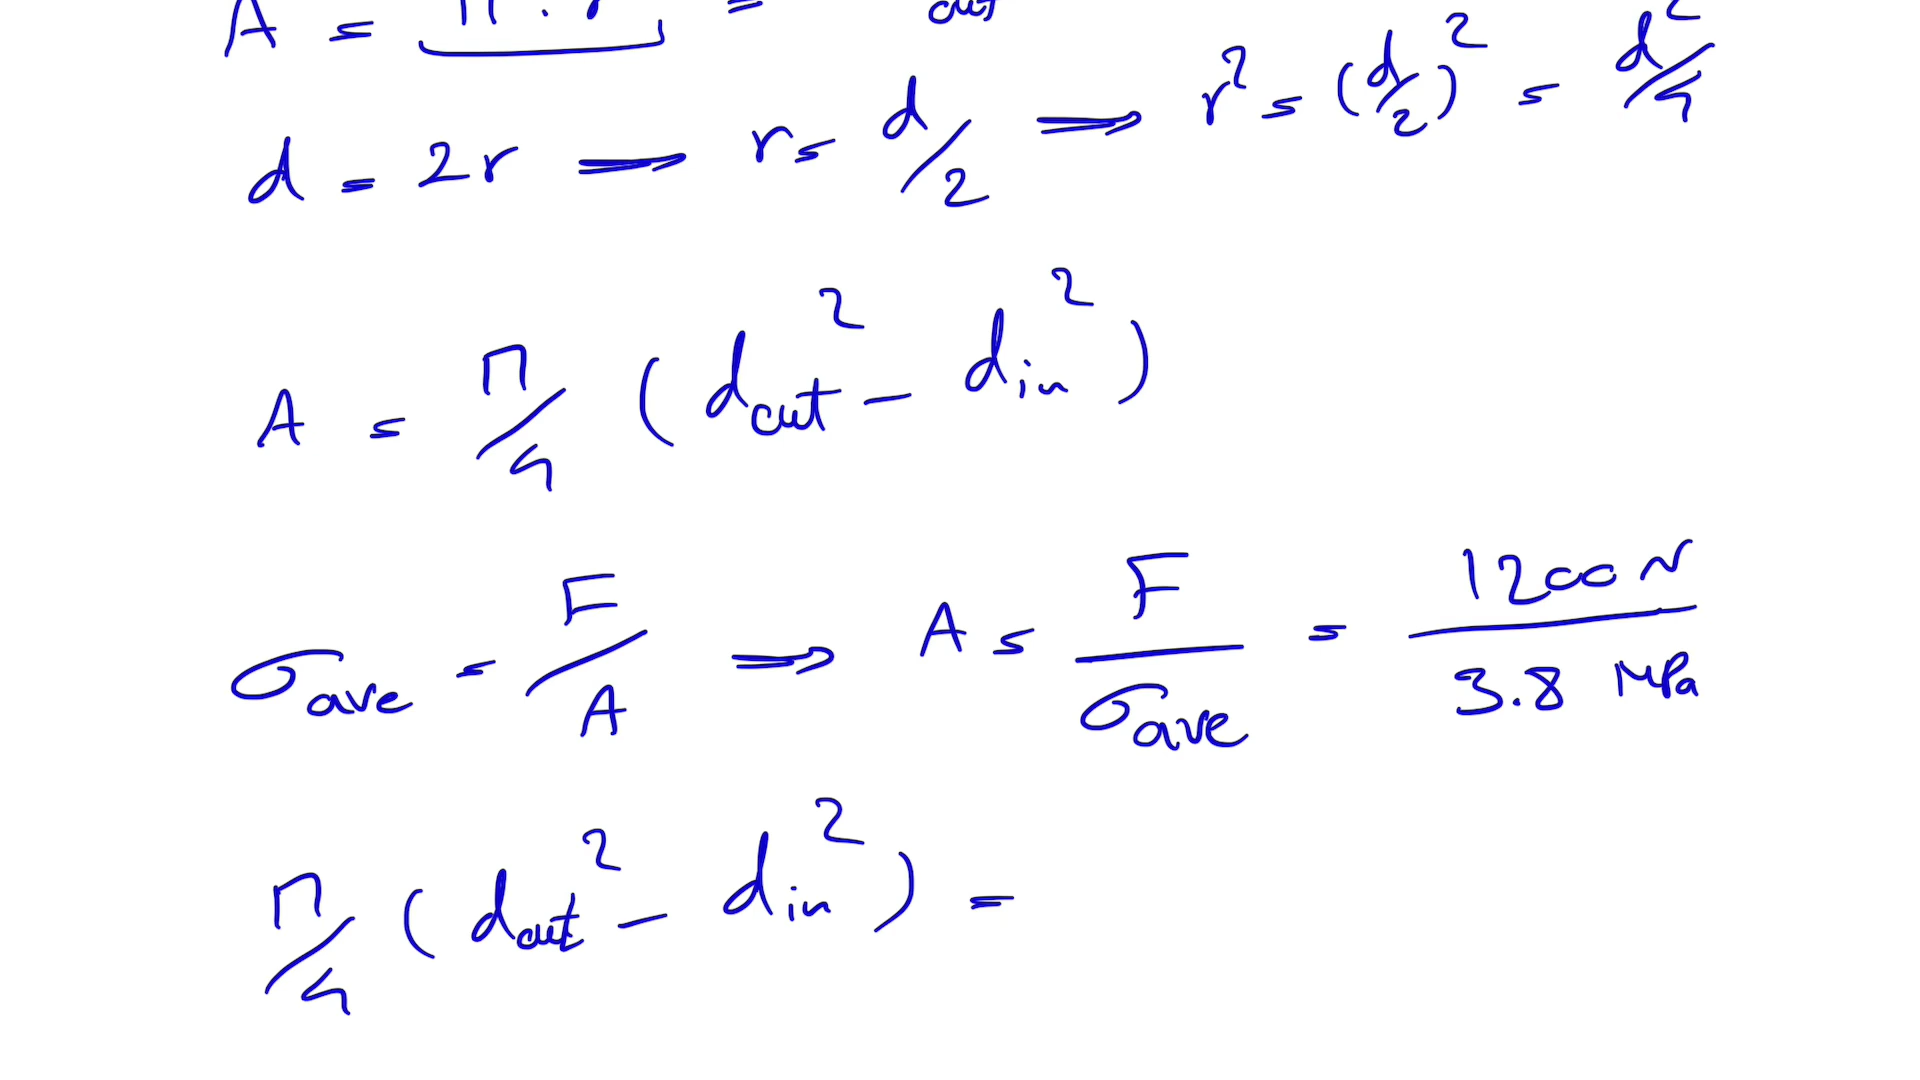 A = π . r = out
d = 2r ⟹ r = d/2 ⟹ r² = (d/2)² = d²/4
A = π/4 ( d_out² - d_in² )
σ_ave = F/A ⟹ A = F/σ_ave = 1200 N / 3.8 MPa
π/4 ( d_out² - d_in² ) =